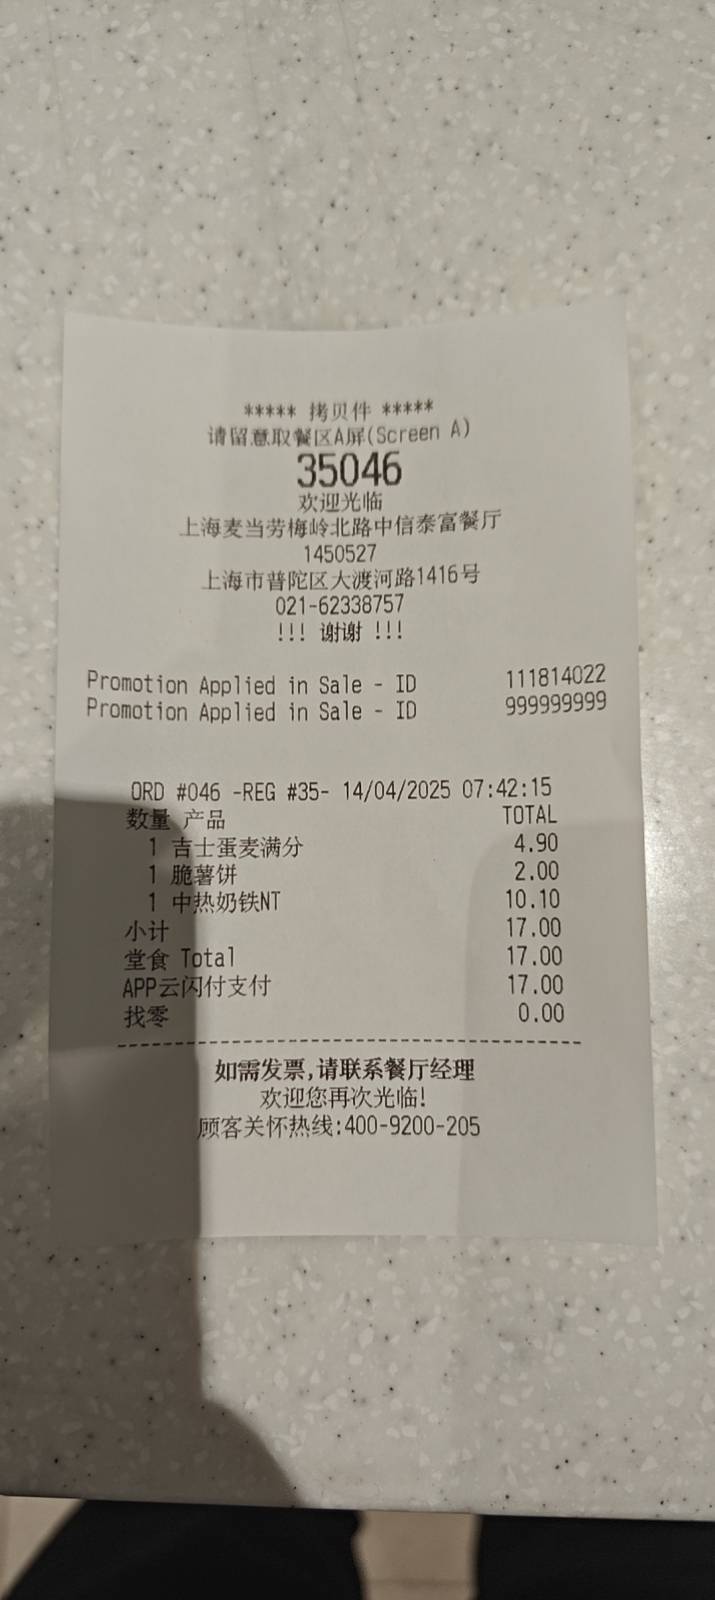 ***** 拷贝件 *****
请留意取餐区A屏(Screen A)
35046
欢迎光临
上海麦当劳梅岭北路中信泰富餐厅
1450527
上海市普陀区大渡河路1416号
021-62338757
!!! 谢谢 !!!
Promotion Applied in Sale - ID 111814022
Promotion Applied in Sale - ID 999999999
ORD #046 -REG #35- 14/04/2025 07:42:15
数量 产品 TOTAL
1 吉士蛋麦满分 4.90
1 脆薯饼 2.00
1 中热奶铁NT 10.10
小计 17.00
堂食 Total 17.00
APP云闪付支付 17.00
找零 0.00
如需发票,请联系餐厅经理
欢迎您再次光临!
顾客关怀热线:400-9200-205